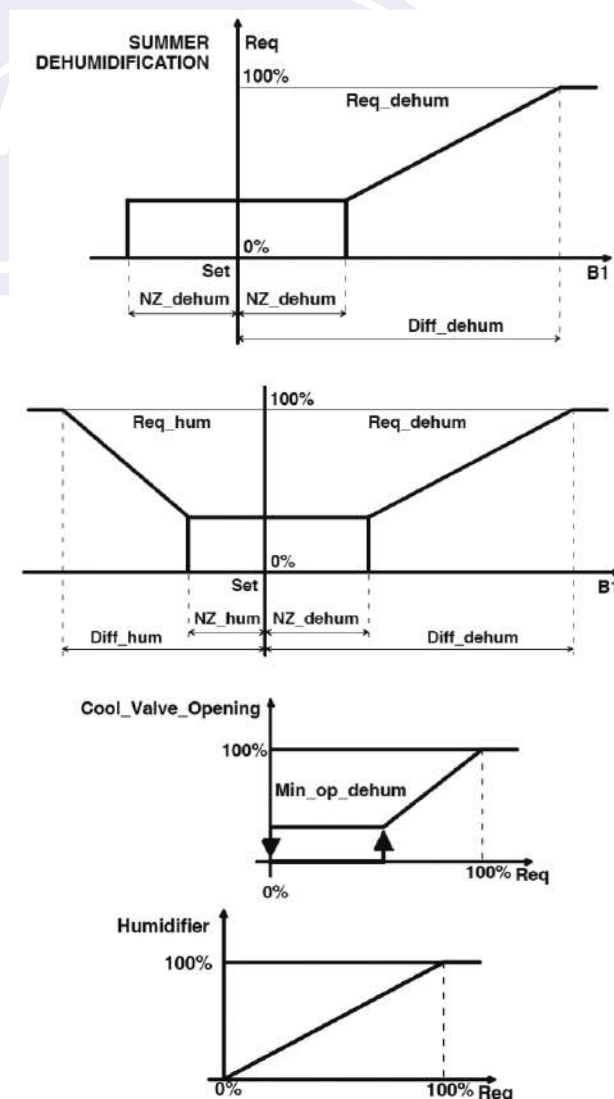 SUMMER
DEHUMIDIFICATION
Req
100%
Req_dehum
0%
Set
B1
NZ_dehum
NZ_dehum
Diff_dehum
100%
Req_hum
Req_dehum
0%
Set
B1
NZ_hum
NZ_dehum
Diff_hum
Diff_dehum
Cool_Valve_Opening
100%
Min_op_dehum
0%
100% Req
Humidifier
100%
0%
100% Req